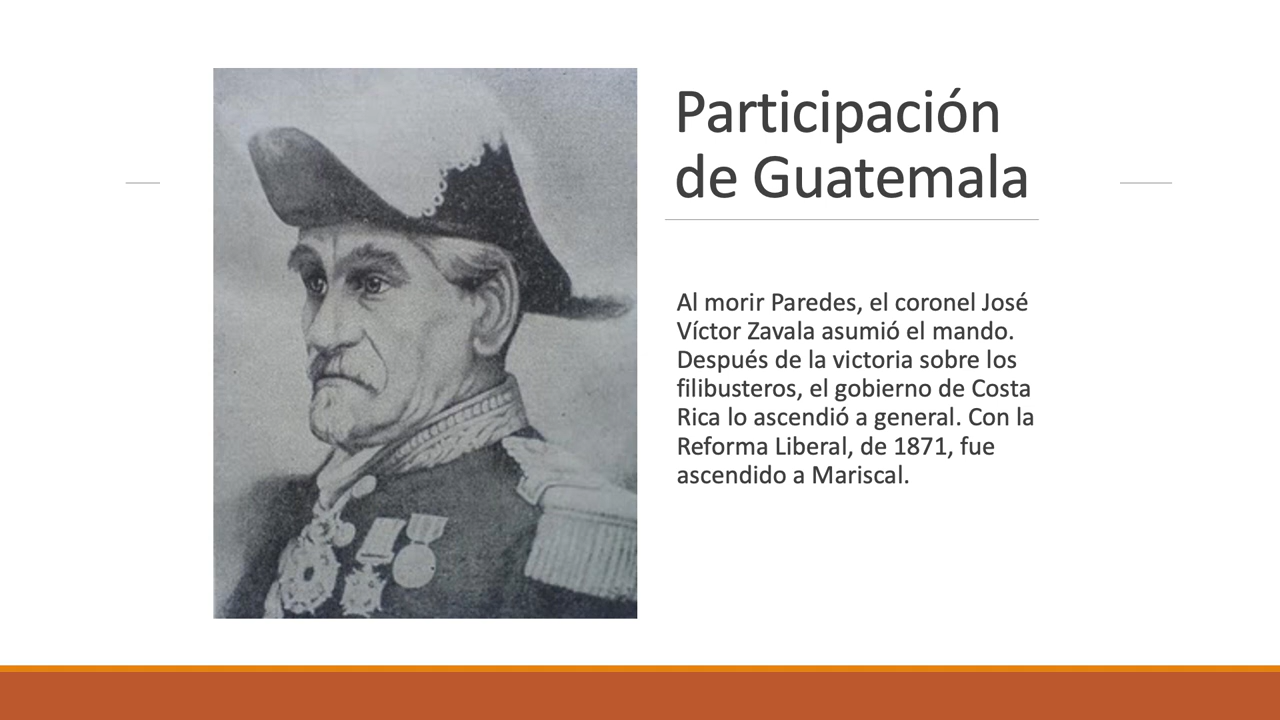 Participación
de Guatemala
Al morir Paredes, el coronel José
Víctor Zavala asumió el mando.
Después de la victoria sobre los
filibusteros, el gobierno de Costa
Rica lo ascendió a general. Con la
Reforma Liberal, de 1871, fue
ascendido a Mariscal.